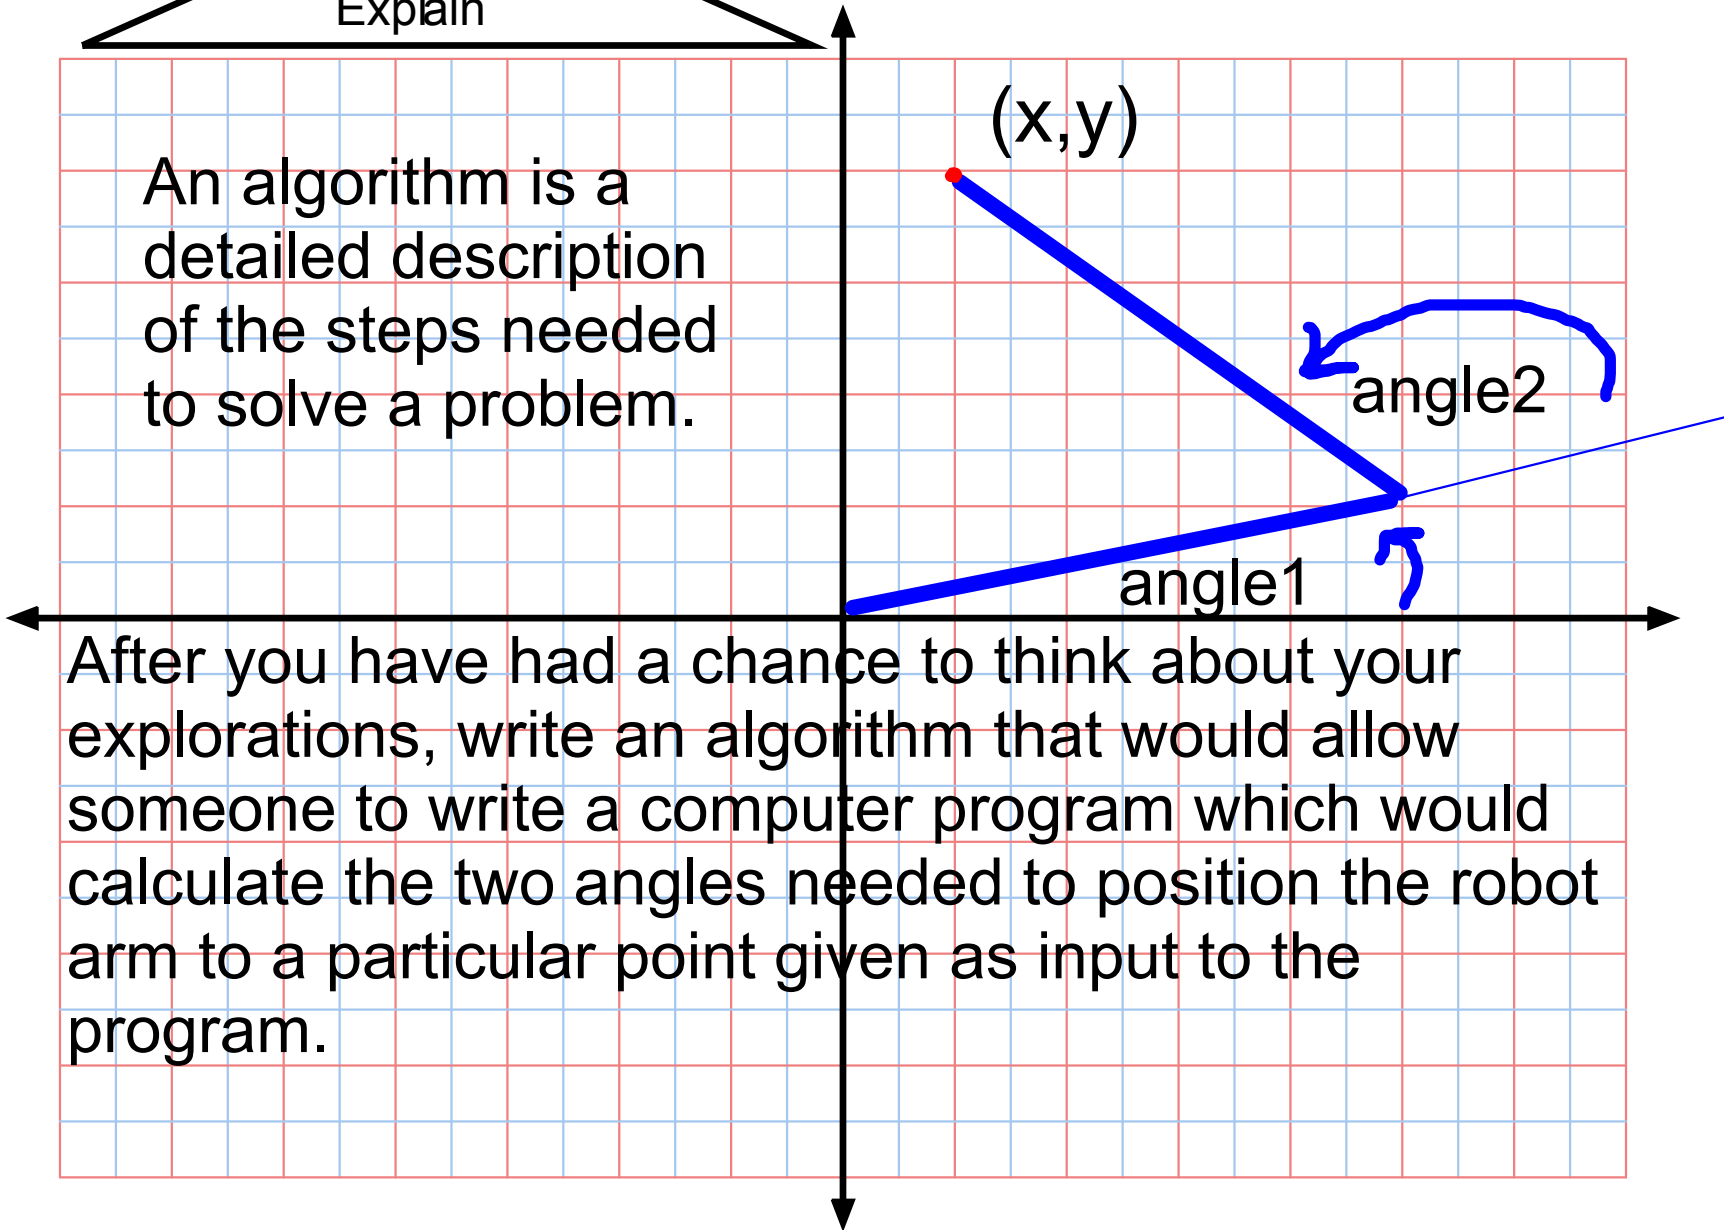 Explain
(x,y)
An algorithm is a
detailed description
of the steps needed
to solve a problem.
angle2
angle1
After you have had a chance to think about your
explorations, write an algorithm that would allow
someone to write a computer program which would
calculate the two angles needed to position the robot
arm to a particular point given as input to the
program.